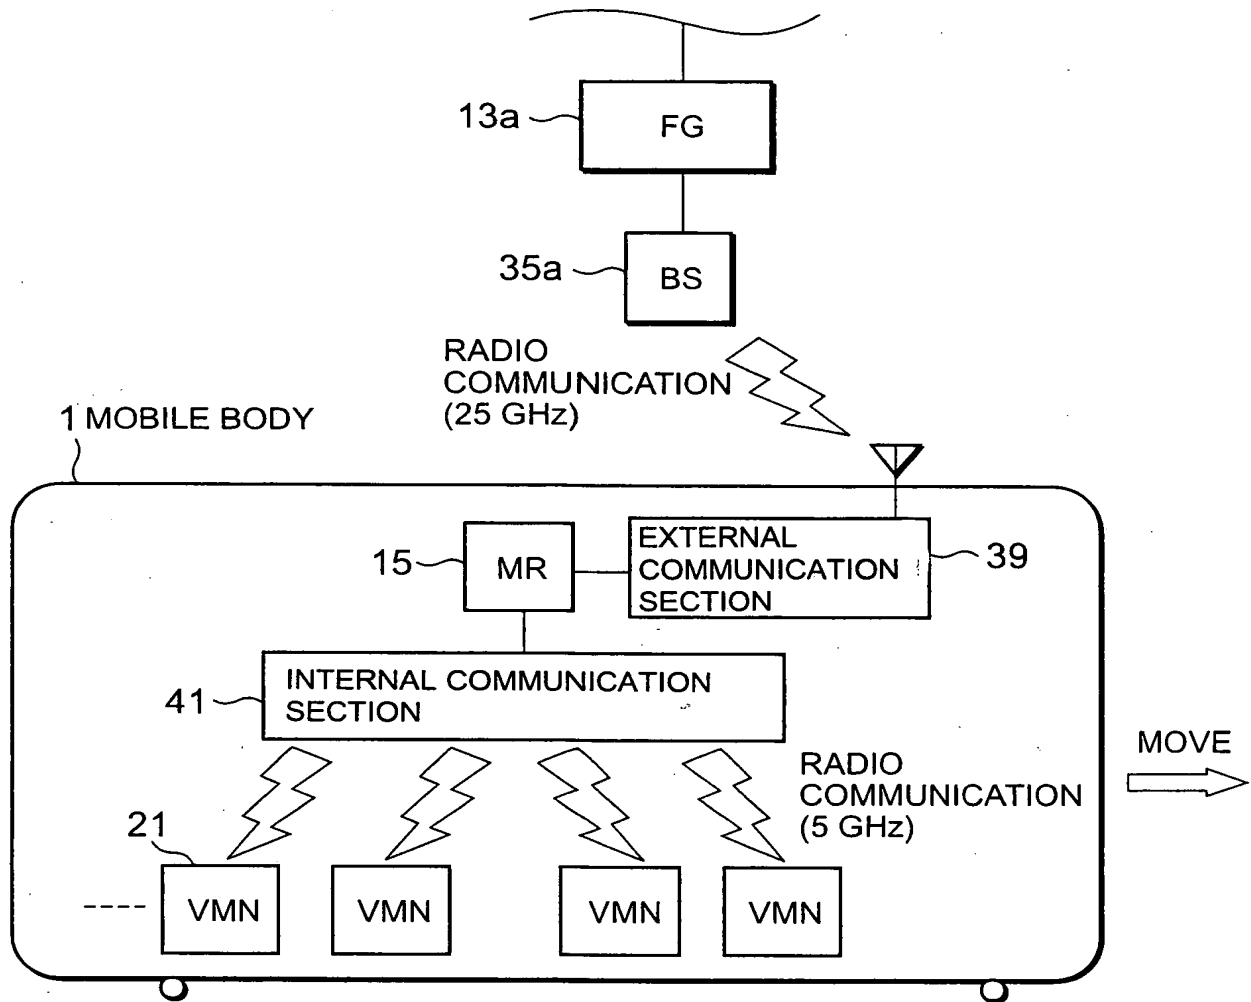 13a
FG
35a
BS
RADIO
COMMUNICATION
(25 GHz)
1 MOBILE BODY
15
MR
EXTERNAL
COMMUNICATION
SECTION
39
41
INTERNAL COMMUNICATION
SECTION
RADIO
COMMUNICATION
(5 GHz)
MOVE
21
VMN
VMN
VMN
VMN